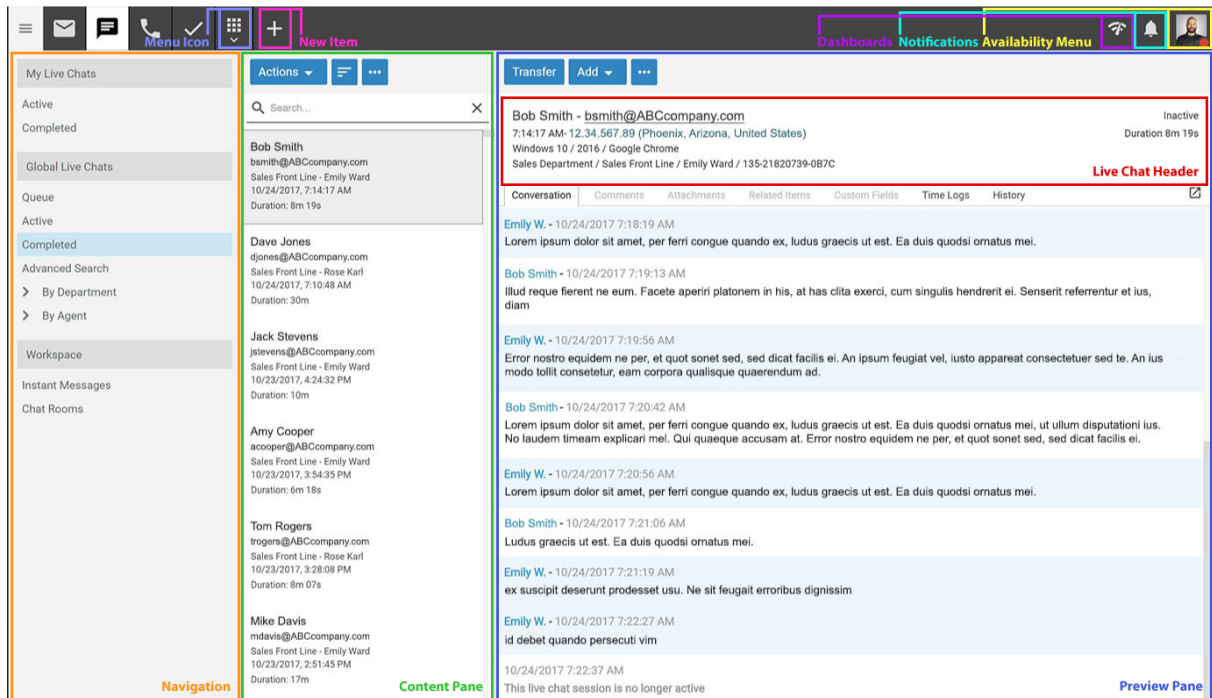 Menu Icon
New Item
Dashboards
Notifications
Availability Menu
My Live Chats
Active
Completed
Global Live Chats
Queue
Active
Completed
Advanced Search
By Department
By Agent
Workspace
Instant Messages
Chat Rooms
Navigation
Actions
Search...
Bob Smith
bsmith@ABCcompany.com
Sales Front Line - Emily Ward
10/24/2017, 7:14:17 AM
Duration: 8m 19s
Dave Jones
djones@ABCcompany.com
Sales Front Line - Rose Karl
10/24/2017, 7:10:48 AM
Duration: 30m
Jack Stevens
jstevens@ABCcompany.com
Sales Front Line - Emily Ward
10/23/2017, 4:24:32 PM
Duration: 10m
Amy Cooper
acooper@ABCcompany.com
Sales Front Line - Emily Ward
10/23/2017, 3:54:35 PM
Duration: 6m 18s
Tom Rogers
trogers@ABCcompany.com
Sales Front Line - Rose Karl
10/23/2017, 3:28:08 PM
Duration: 8m 07s
Mike Davis
mdavis@ABCcompany.com
Sales Front Line - Emily Ward
10/23/2017, 2:51:45 PM
Duration: 17m
Content Pane
Transfer
Add
Bob Smith - bsmith@ABCcompany.com
Inactive
7:14:17 AM- 12.34.567.89 (Phoenix, Arizona, United States)
Duration 8m 19s
Windows 10 / 2016 / Google Chrome
Sales Department / Sales Front Line / Emily Ward / 135-21820739-0B7C
Live Chat Header
Conversation
Comments
Attachments
Related Items
Custom Fields
Time Logs
History
Emily W. - 10/24/2017 7:18:19 AM
Lorem ipsum dolor sit amet, per ferri congue quando ex, ludus graecis ut est. Ea duis quodsi ornatus mei.
Bob Smith - 10/24/2017 7:19:13 AM
Illud reque fierent ne eum. Facete aperiri platonem in his, at has clita exerci, cum singulis hendrerit ei. Senserit referrentur et ius,
diam
Emily W. - 10/24/2017 7:19:56 AM
Error nostro equidem ne per, et quot sonet sed, sed dicat facilis ei. An ipsum feugiat vel, iusto appareat consectetuer sed te. An ius
modo tollit consetetur, eam corpora qualisque quaerendum ad.
Bob Smith - 10/24/2017 7:20:42 AM
Lorem ipsum dolor sit amet, per ferri congue quando ex, ludus graecis ut est. Ea duis quodsi ornatus mei, ut ullum disputationi ius.
No laudem timeam explicari mel. Qui quaeque accusam at. Error nostro equidem ne per, et quot sonet sed, sed dicat facilis ei.
Emily W. - 10/24/2017 7:20:56 AM
Lorem ipsum dolor sit amet, per ferri congue quando ex, ludus graecis ut est. Ea duis quodsi ornatus mei.
Bob Smith - 10/24/2017 7:21:06 AM
Ludus graecis ut est. Ea duis quodsi ornatus mei.
Emily W. - 10/24/2017 7:21:19 AM
ex suscipit deserunt prodesset usu. Ne sit feugait erroribus dignissim
Emily W. - 10/24/2017 7:22:27 AM
id debet quando persecuti vim
10/24/2017 7:22:37 AM
This live chat session is no longer active
Preview Pane